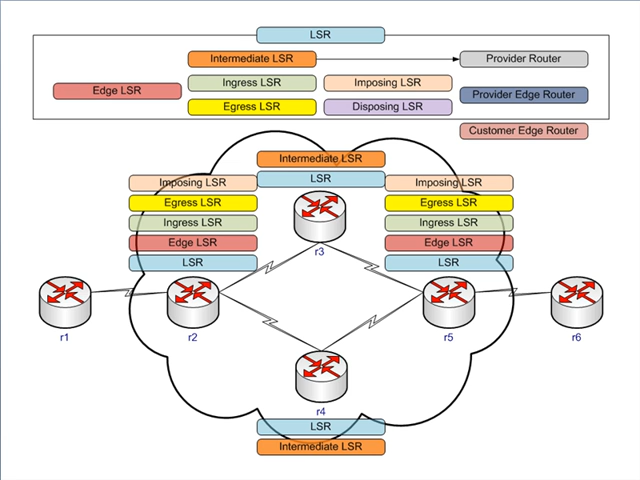 LSR
Intermediate LSR
Provider Router
Ingress LSR
Imposing LSR
Edge LSR
Provider Edge Router
Egress LSR
Disposing LSR
Customer Edge Router
Intermediate LSR
LSR
Imposing LSR
Egress LSR
Ingress LSR
Edge LSR
LSR
Imposing LSR
Egress LSR
Ingress LSR
Edge LSR
LSR
r3
r1
r2
r5
r6
r4
LSR
Intermediate LSR